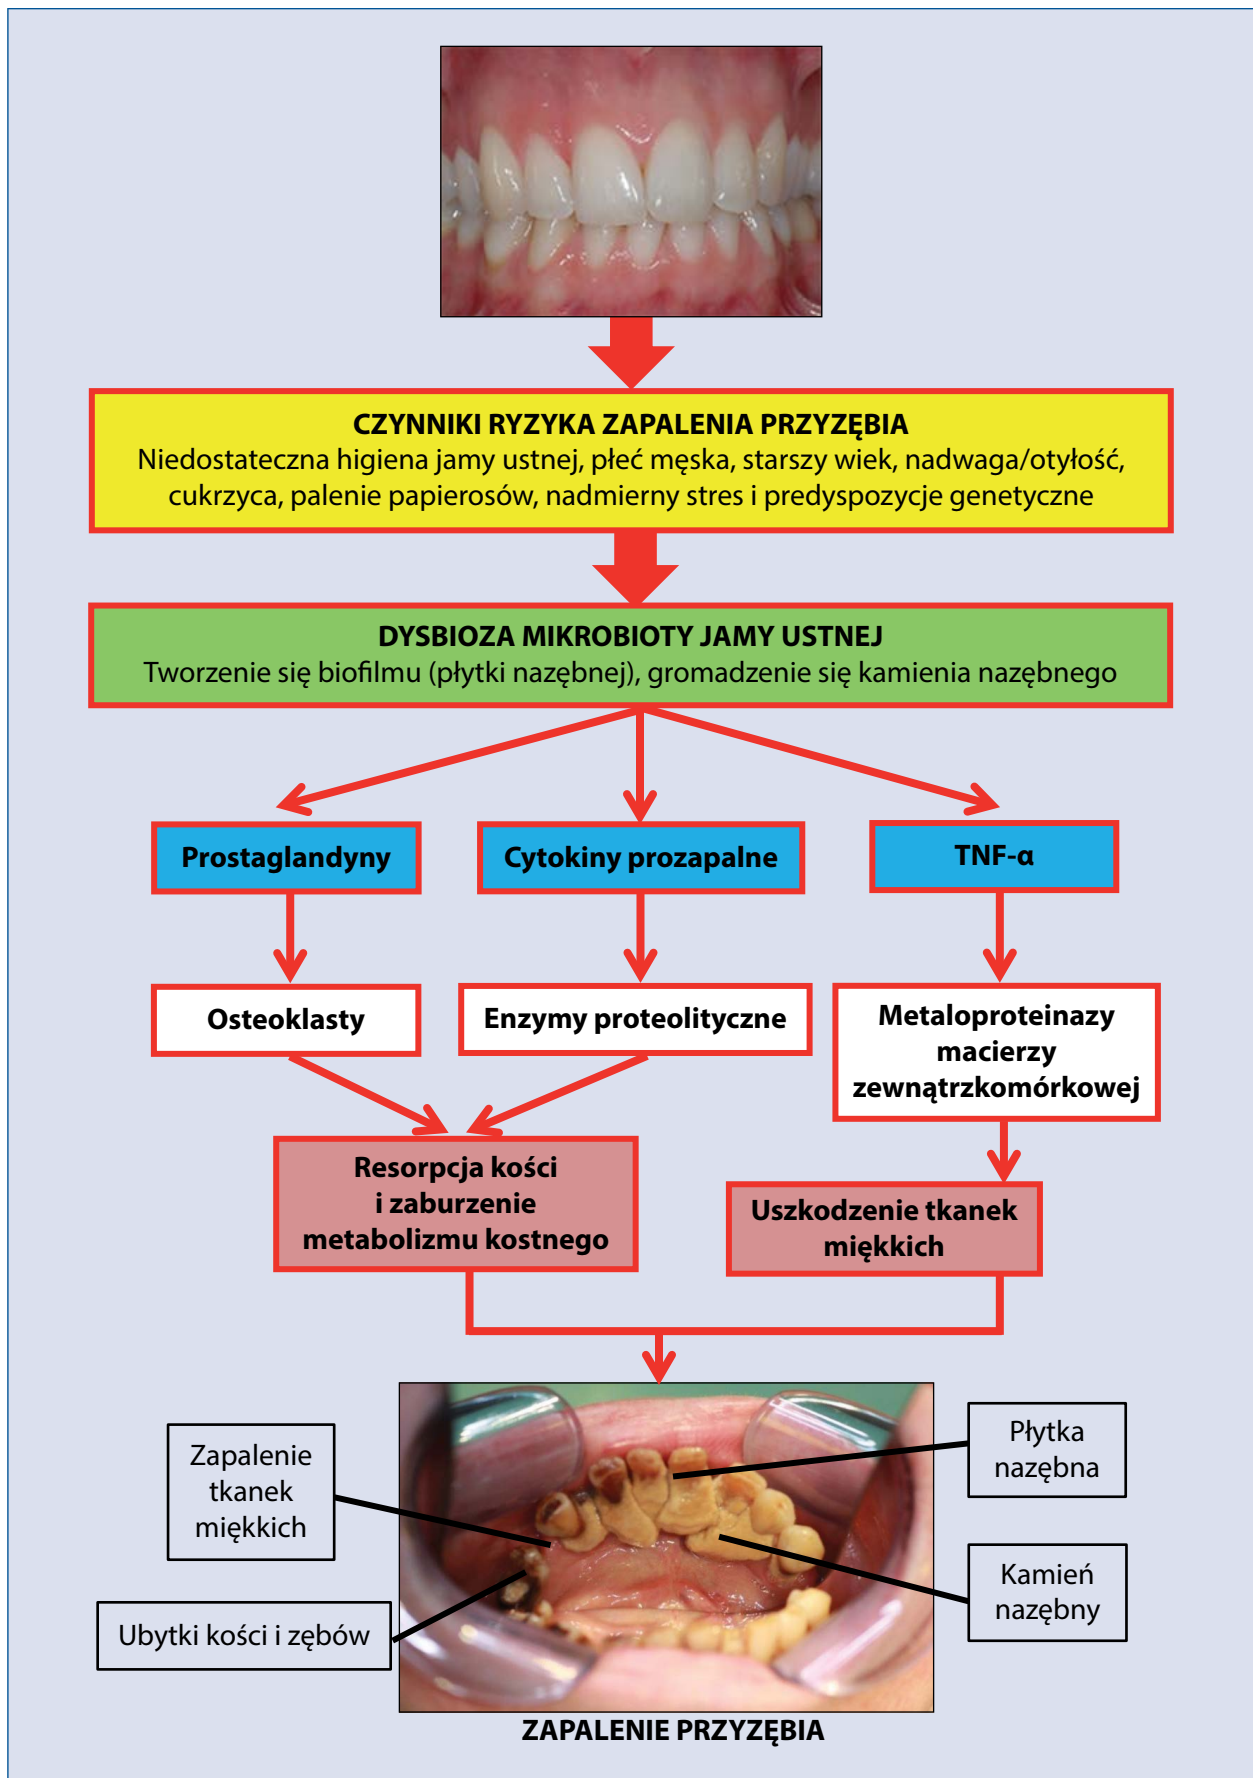 CZYNNIKI RYZYKA ZAPALENIA PRZYZĘBIA
Niedostateczna higiena jamy ustnej, płeć męska, starszy wiek, nadwaga/otyłość,
cukrzyca, palenie papierosów, nadmierny stres i predyspozycje genetyczne
DYSBIOZA MIKROBIOTY JAMY USTNEJ
Tworzenie się biofilmu (płytki nazębnej), gromadzenie się kamienia nazębnego
Prostaglandyny
Cytokiny prozapalne
TNF-α
Osteoklasty
Enzymy proteolityczne
Metaloproteinazy
macierzy
zewnątrzkomórkowej
Resorpcja kości
i zaburzenie
metabolizmu kostnego
Uszkodzenie tkanek
miękkich
Zapalenie
tkanek
miękkich
Ubytki kości i zębów
Płytka
nazębna
Kamień
nazębny
ZAPALENIE PRZYZĘBIA